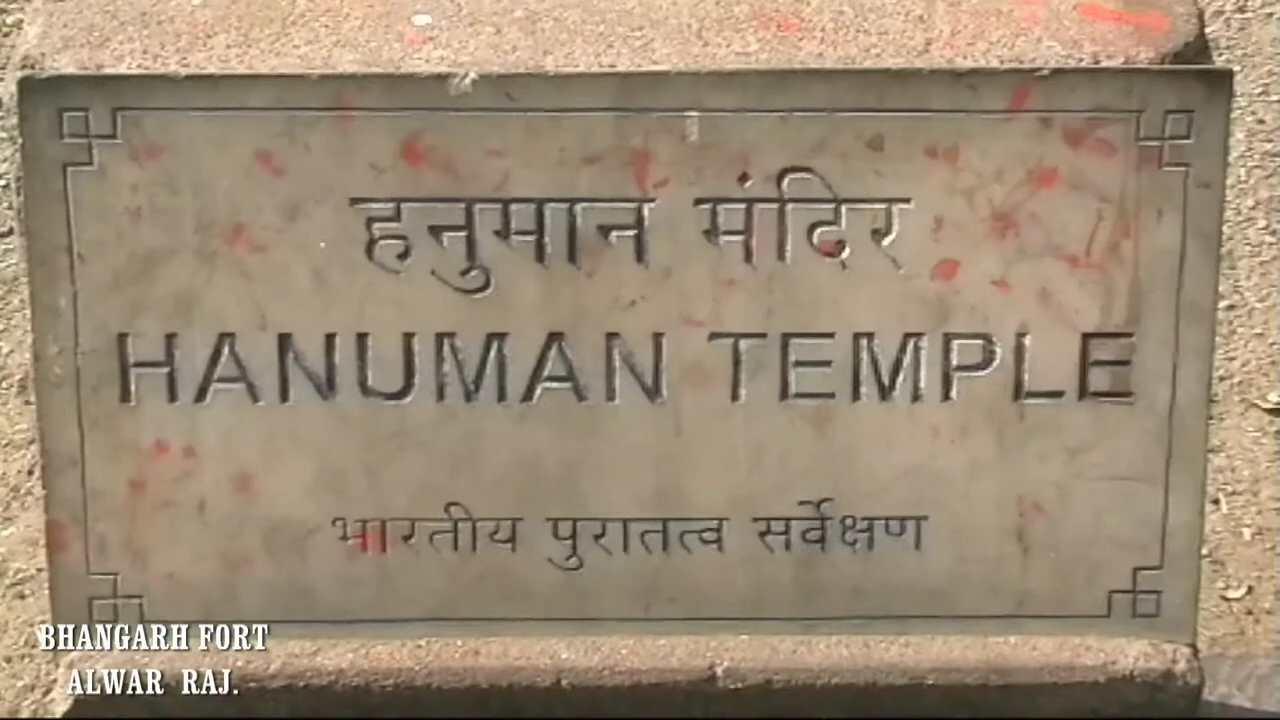 हनुमान मंदिर
HANUMAN TEMPLE
भारतीय पुरातत्व सर्वेक्षण
BHANGARH FORT
ALWAR RAJ.